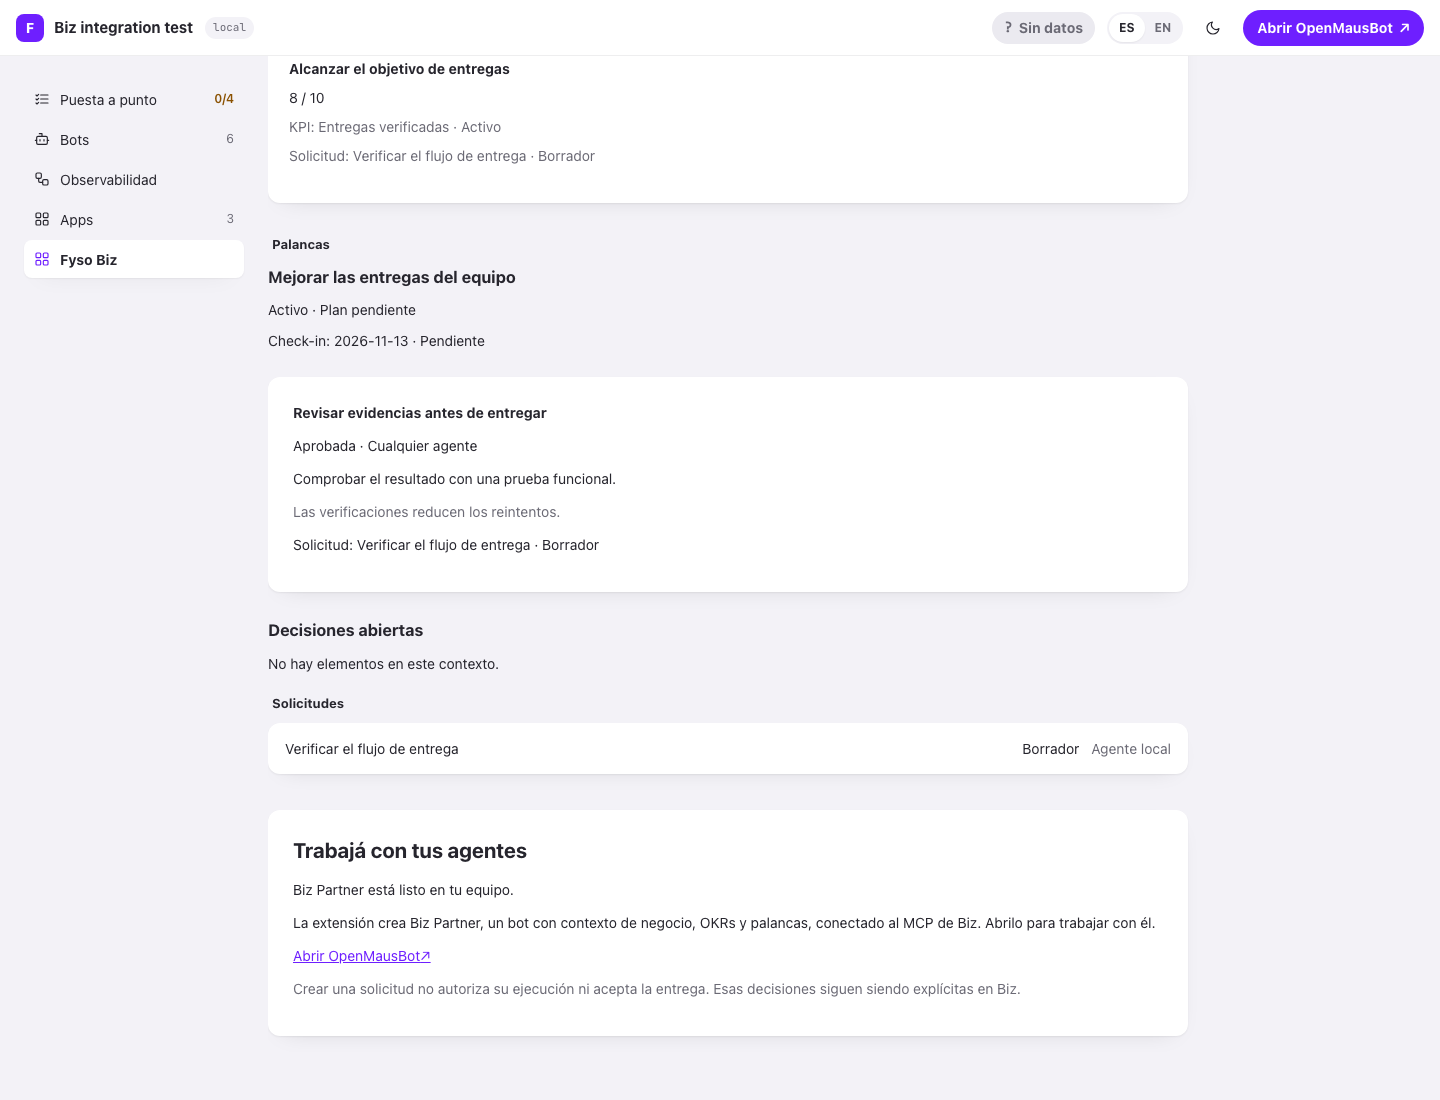 F Biz integration test local ? Sin datos ES EN Abrir OpenMausBot ↗
Puesta a punto 0/4
Bots 6
Observabilidad
Apps 3
Fyso Biz
Alcanzar el objetivo de entregas
8 / 10
KPI: Entregas verificadas · Activo
Solicitud: Verificar el flujo de entrega · Borrador
Palancas
Mejorar las entregas del equipo
Activo · Plan pendiente
Check-in: 2026-11-13 · Pendiente
Revisar evidencias antes de entregar
Aprobada · Cualquier agente
Comprobar el resultado con una prueba funcional.
Las verificaciones reducen los reintentos.
Solicitud: Verificar el flujo de entrega · Borrador
Decisiones abiertas
No hay elementos en este contexto.
Solicitudes
Verificar el flujo de entrega Borrador Agente local
Trabajá con tus agentes
Biz Partner está listo en tu equipo.
La extensión crea Biz Partner, un bot con contexto de negocio, OKRs y palancas, conectado al MCP de Biz. Abrilo para trabajar con él.
Abrir OpenMausBot↗
Crear una solicitud no autoriza su ejecución ni acepta la entrega. Esas decisiones siguen siendo explícitas en Biz.